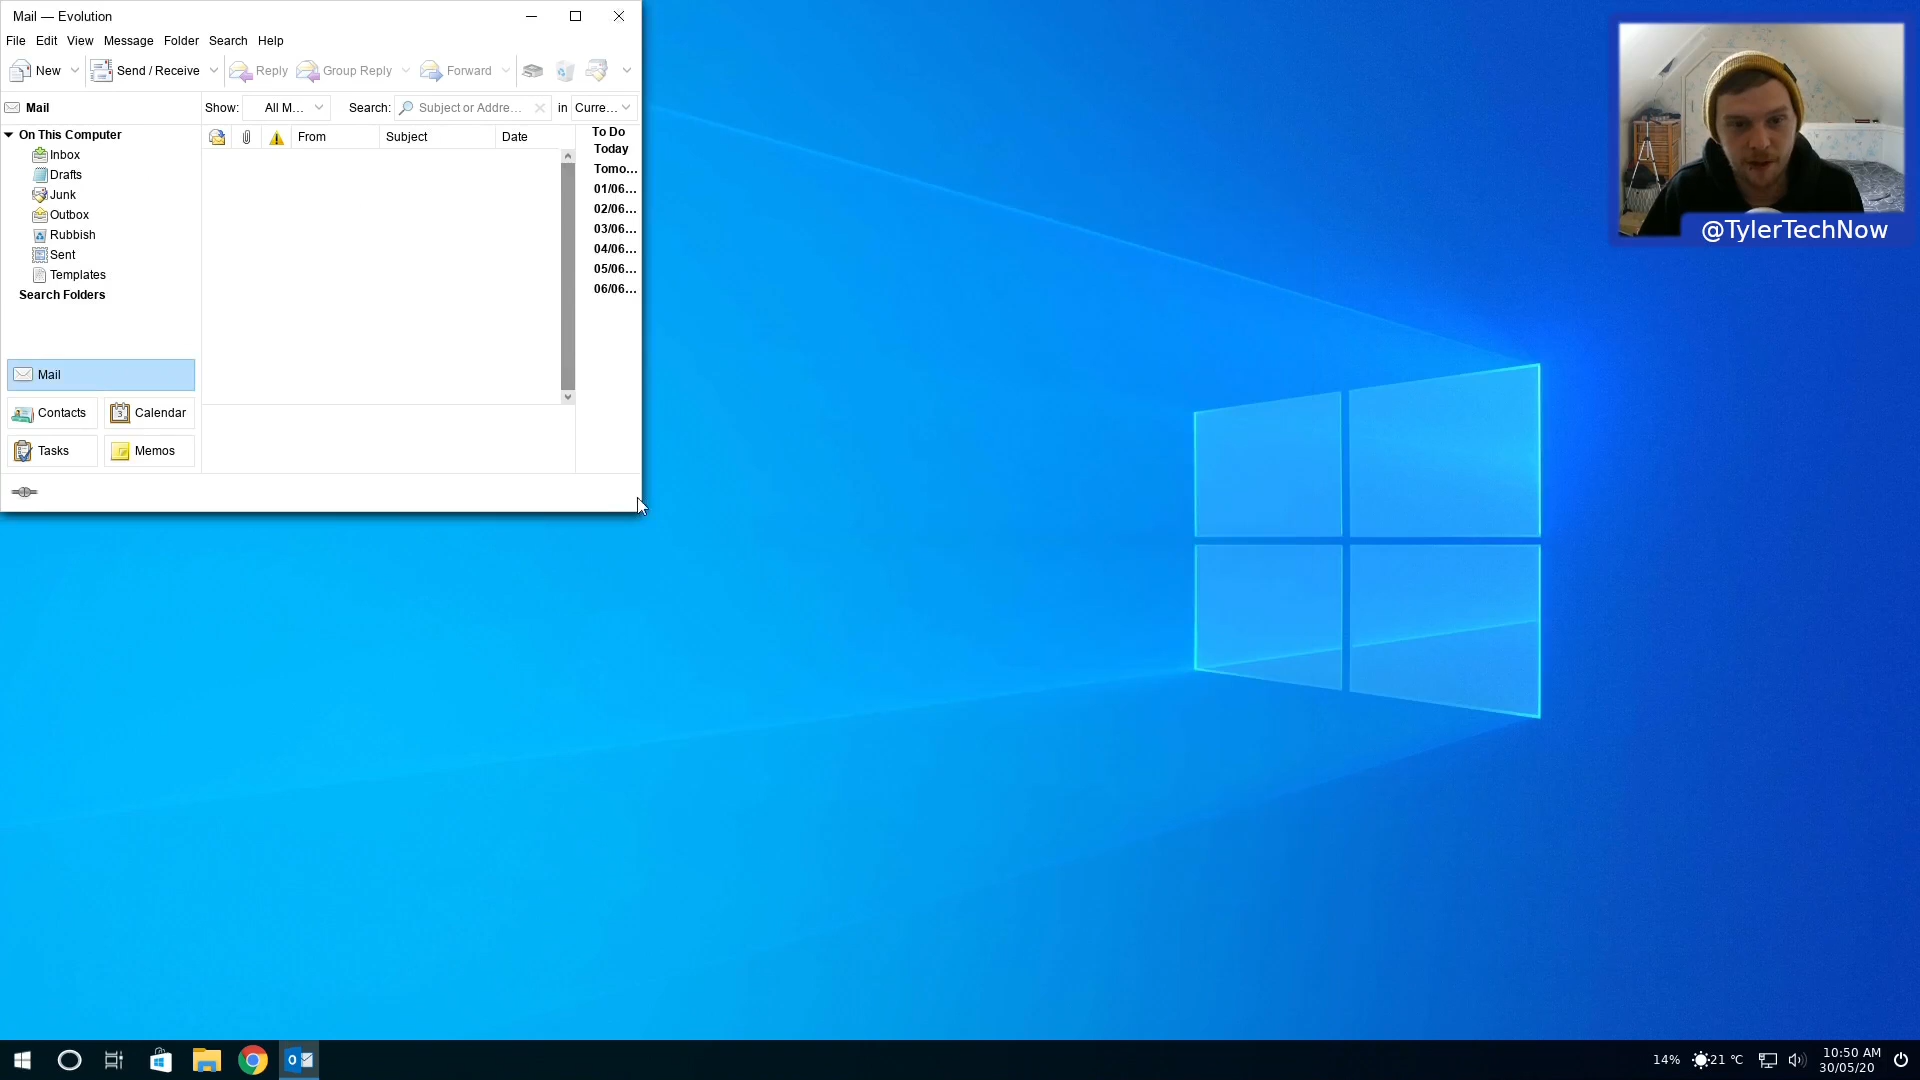 Mail — Evolution
File Edit View Message Folder Search Help
New Send / Receive Reply Group Reply Forward
Mail Show: All M... Search: Subject or Addre... in Curre...
On This Computer
From Subject Date
To Do
Inbox
Today
Drafts
Tomo...
Junk
01/06...
Outbox
02/06...
Rubbish
03/06...
Sent
04/06...
Templates
05/06...
Search Folders
06/06...
Mail
Contacts Calendar
Tasks Memos
@TylerTechNow
14% 21 °C 10:50 AM
30/05/20